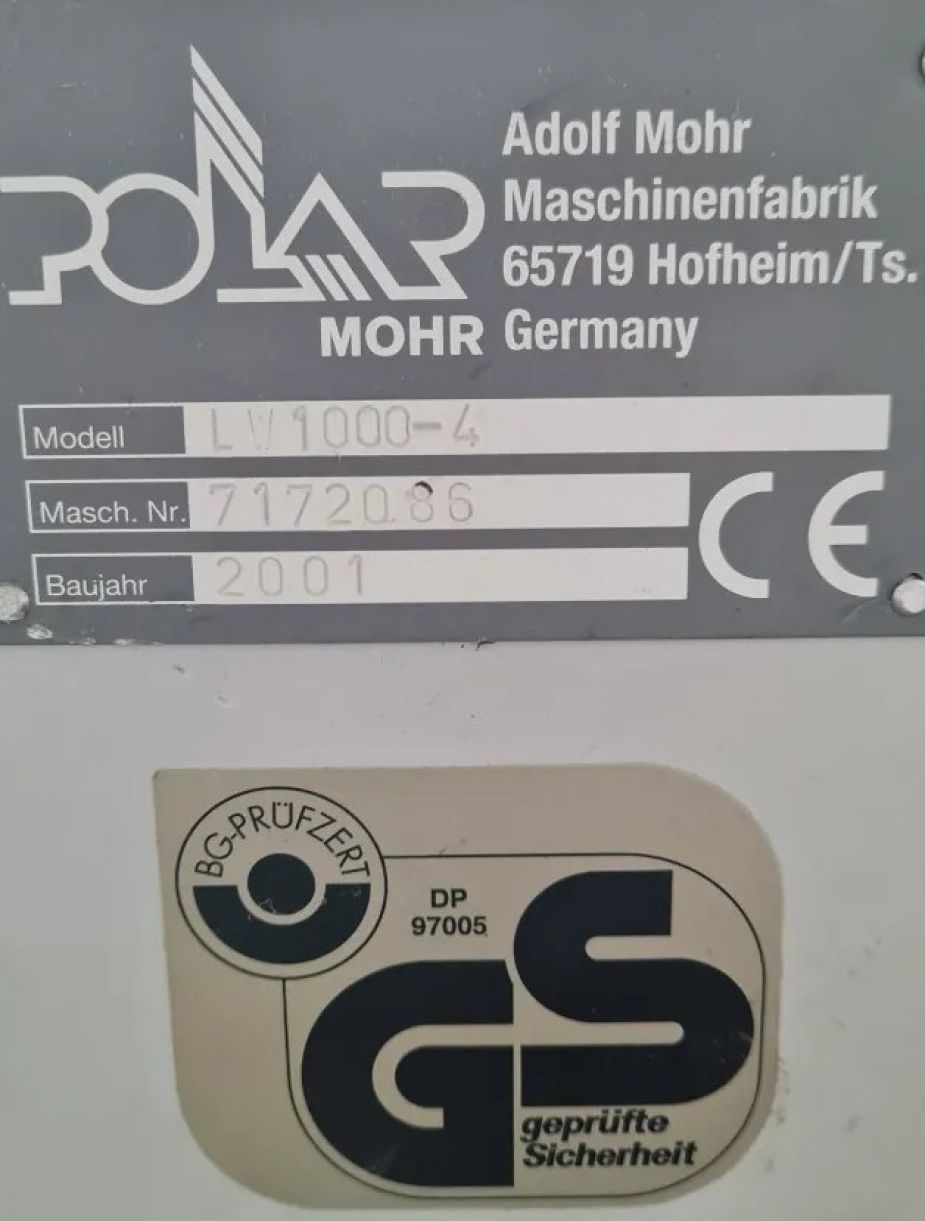 POLAR
MOHR
Adolf Mohr
Maschinenfabrik
65719 Hofheim/Ts.
Germany
Modell LW1000-4
Masch. Nr. 7172086
Baujahr 2001
CE
BG-PRÜFZERT
DP
97005
GS
geprüfte
Sicherheit